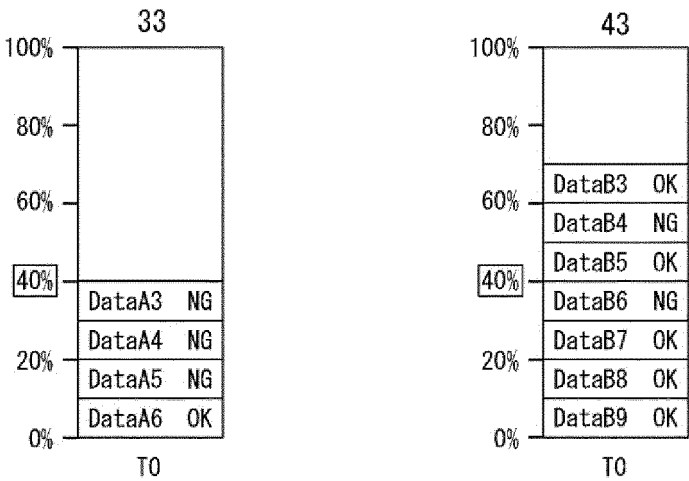 33
100%
80%
60%
40%
20%
0%
DataA3 NG
DataA4 NG
DataA5 NG
DataA6 OK
T0
43
100%
80%
60%
40%
20%
0%
DataB3 OK
DataB4 NG
DataB5 OK
DataB6 NG
DataB7 OK
DataB8 OK
DataB9 OK
T0